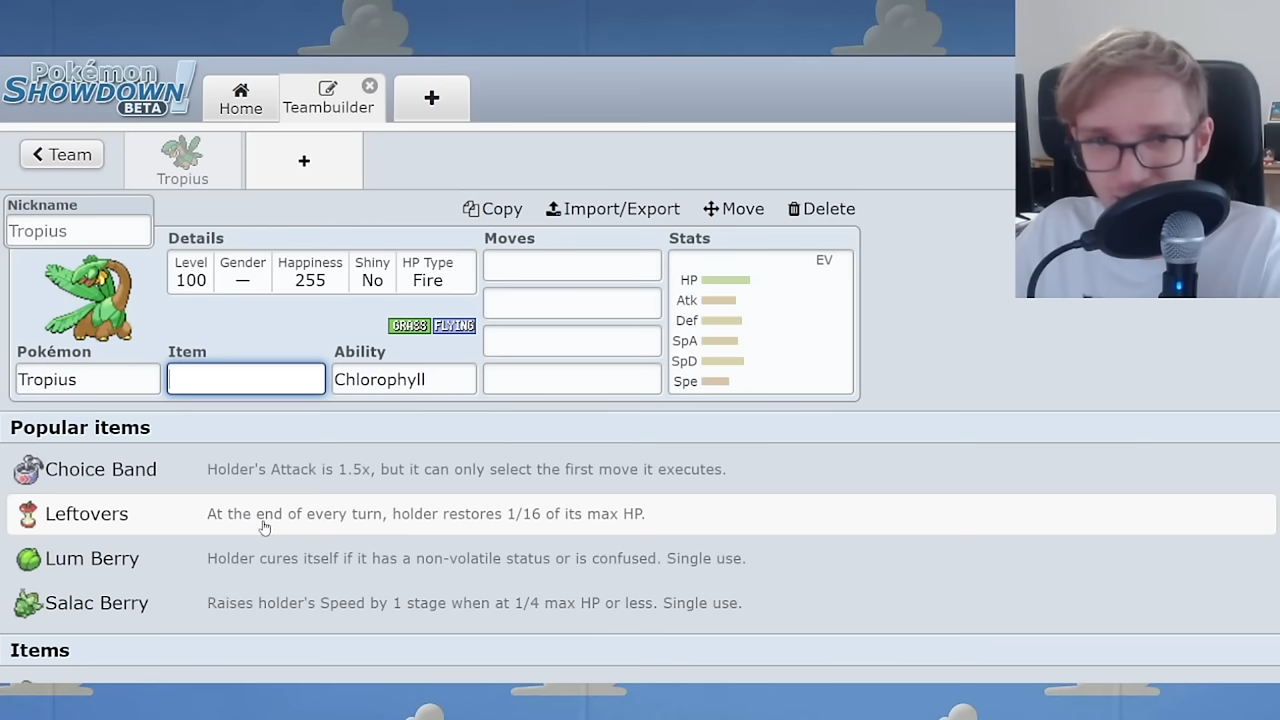 Pokémon
SHOWDOWN!
BETA
Home
Teambuilder
+
Team
Tropius
+
Nickname
Tropius
Copy
Import/Export
Move
Delete
Details
Moves
Stats
Level
Gender
Happiness
Shiny
HP Type
100
—
255
No
Fire
EV
HP
Atk
Def
SpA
SpD
Spe
GRASS FLYING
Pokémon
Item
Ability
Tropius
Chlorophyll
Popular items
Choice Band Holder's Attack is 1.5x, but it can only select the first move it executes.
Leftovers At the end of every turn, holder restores 1/16 of its max HP.
Lum Berry Holder cures itself if it has a non-volatile status or is confused. Single use.
Salac Berry Raises holder's Speed by 1 stage when at 1/4 max HP or less. Single use.
Items